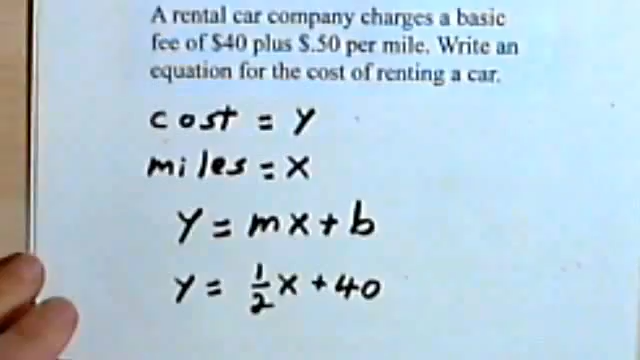 A rental car company charges a basic
fee of $40 plus $.50 per mile. Write an
equation for the cost of renting a car.
cost = y
miles = x
y = mx + b
y = 1/2 x + 40